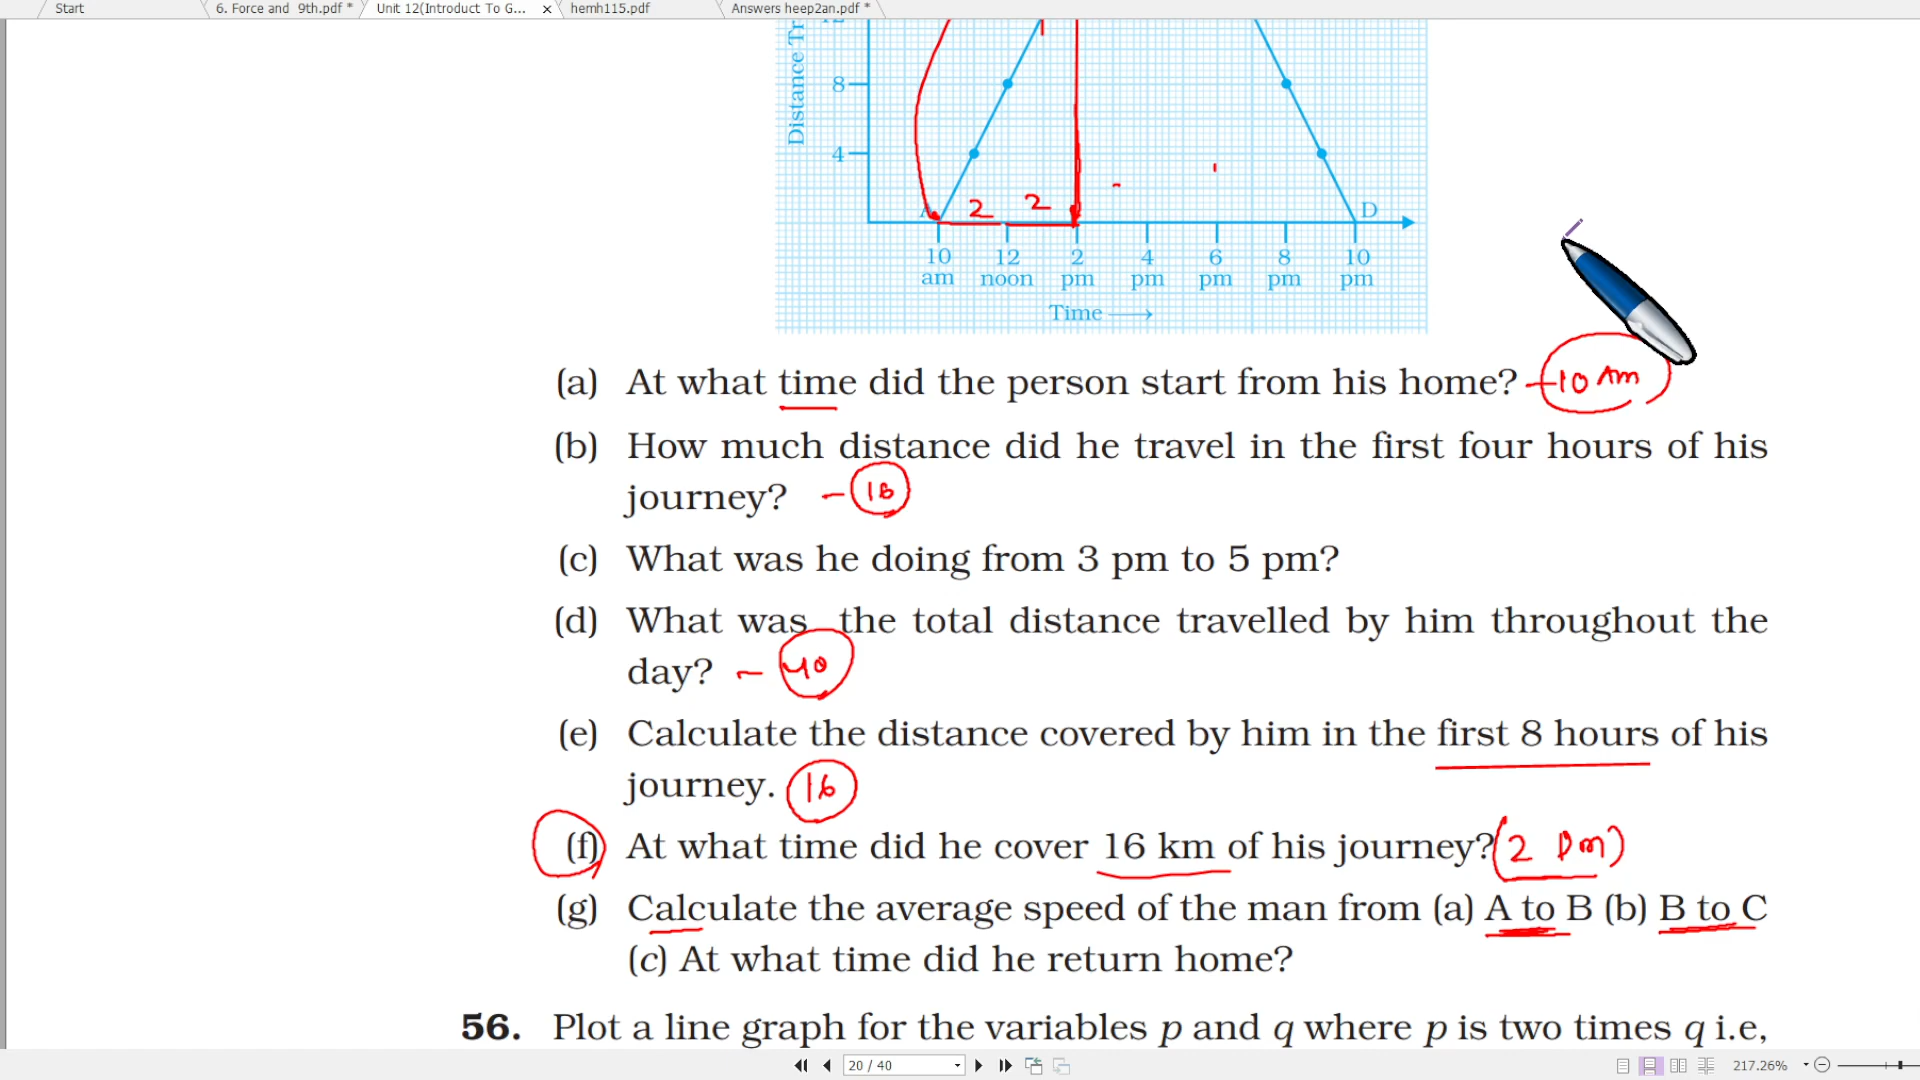 Start
6. Force and 9th.pdf *
Unit 12(Introduct To G... x
hemh115.pdf
Answers heep2an.pdf *
Distance Tr
8
4
A
2 2
D
10 12 2 4 6 8 10
am noon pm pm pm pm pm
Time
(a) At what time did the person start from his home? - 10 Am
(b) How much distance did he travel in the first four hours of his
journey? - 16
(c) What was he doing from 3 pm to 5 pm?
(d) What was the total distance travelled by him throughout the
day? - 40
(e) Calculate the distance covered by him in the first 8 hours of his
journey. 16
(f) At what time did he cover 16 km of his journey? (2 Pm)
(g) Calculate the average speed of the man from (a) A to B (b) B to C
(c) At what time did he return home?
56. Plot a line graph for the variables p and q where p is two times q i.e,
20 / 40
217.26%